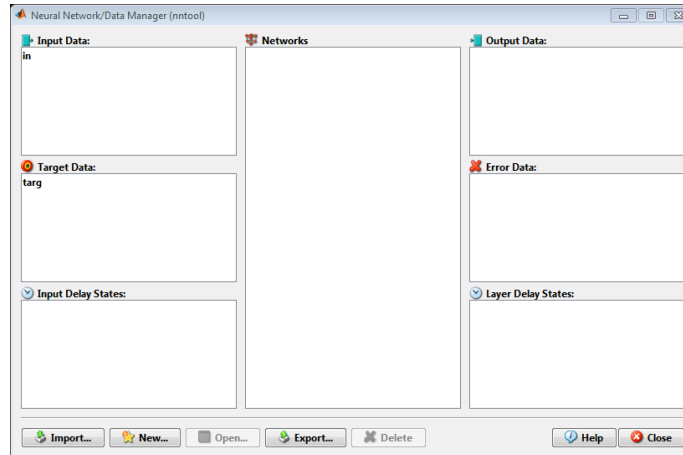 Neural Network/Data Manager (nntool)
Input Data:
in
Networks
Output Data:
Target Data:
targ
Error Data:
Input Delay States:
Layer Delay States:
Import...
New...
Open...
Export...
Delete
Help
Close